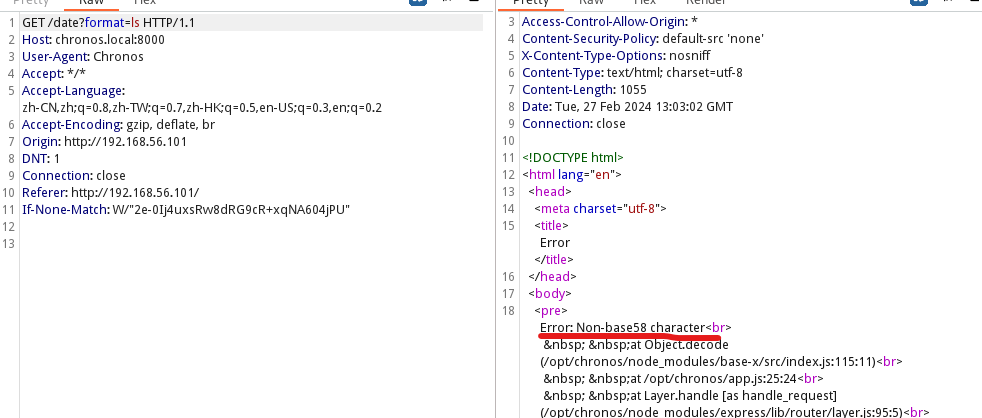 Pretty Raw Hex
Raw Hex Render
1 GET /date?format=ls HTTP/1.1
2 Host: chronos.local:8000
3 User-Agent: Chronos
4 Accept: */*
5 Accept-Language:
zh-CN,zh;q=0.8,zh-TW;q=0.7,zh-HK;q=0.5,en-US;q=0.3,en;q=0.2
6 Accept-Encoding: gzip, deflate, br
7 Origin: http://192.168.56.101
8 DNT: 1
9 Connection: close
10 Referer: http://192.168.56.101/
11 If-None-Match: W/"2e-0Ij4uxsRw8dRG9cR+xqNA604jPU"
12
13
3 Access-Control-Allow-Origin: *
4 Content-Security-Policy: default-src 'none'
5 X-Content-Type-Options: nosniff
6 Content-Type: text/html; charset=utf-8
7 Content-Length: 1055
8 Date: Tue, 27 Feb 2024 13:03:02 GMT
9 Connection: close
10
11 <!DOCTYPE html>
12 <html lang="en">
13 <head>
14 <meta charset="utf-8">
15 <title>
Error
</title>
16 </head>
17 <body>
18 <pre>
Error: Non-base58 character<br>
&nbsp; &nbsp;at Object.decode
(/opt/chronos/node_modules/base-x/src/index.js:115:11)<br>
&nbsp; &nbsp;at /opt/chronos/app.js:25:24<br>
&nbsp; &nbsp;at Layer.handle [as handle_request]
(/opt/chronos/node_modules/express/lib/router/layer.js:95:5)<br>